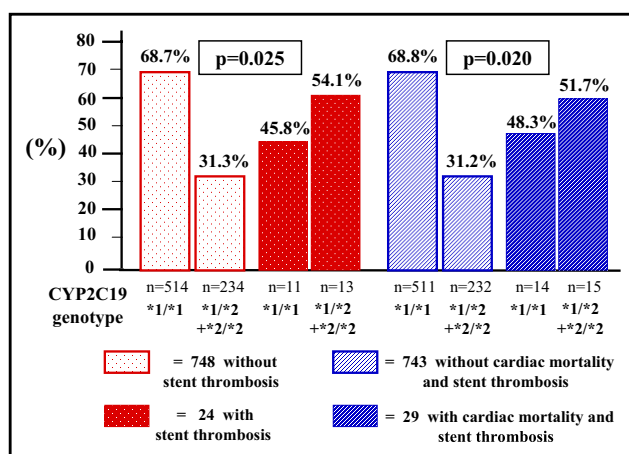 80
70
60
50
40
30
20
10
0
(%)
68.7% p=0.025 68.8% p=0.020
54.1% 51.7%
45.8% 48.3%
31.3% 31.2%
CYP2C19
genotype
n=514 n=234 n=11 n=13 n=511 n=232 n=14 n=15
*1/*1 *1/*2 *1/*1 *1/*2 *1/*1 *1/*2 *1/*1 *1/*2
+*2/*2 +*2/*2 +*2/*2 +*2/*2
= 748 without
stent thrombosis
= 743 without cardiac mortality
and stent thrombosis
= 24 with
stent thrombosis
= 29 with cardiac mortality and
stent thrombosis